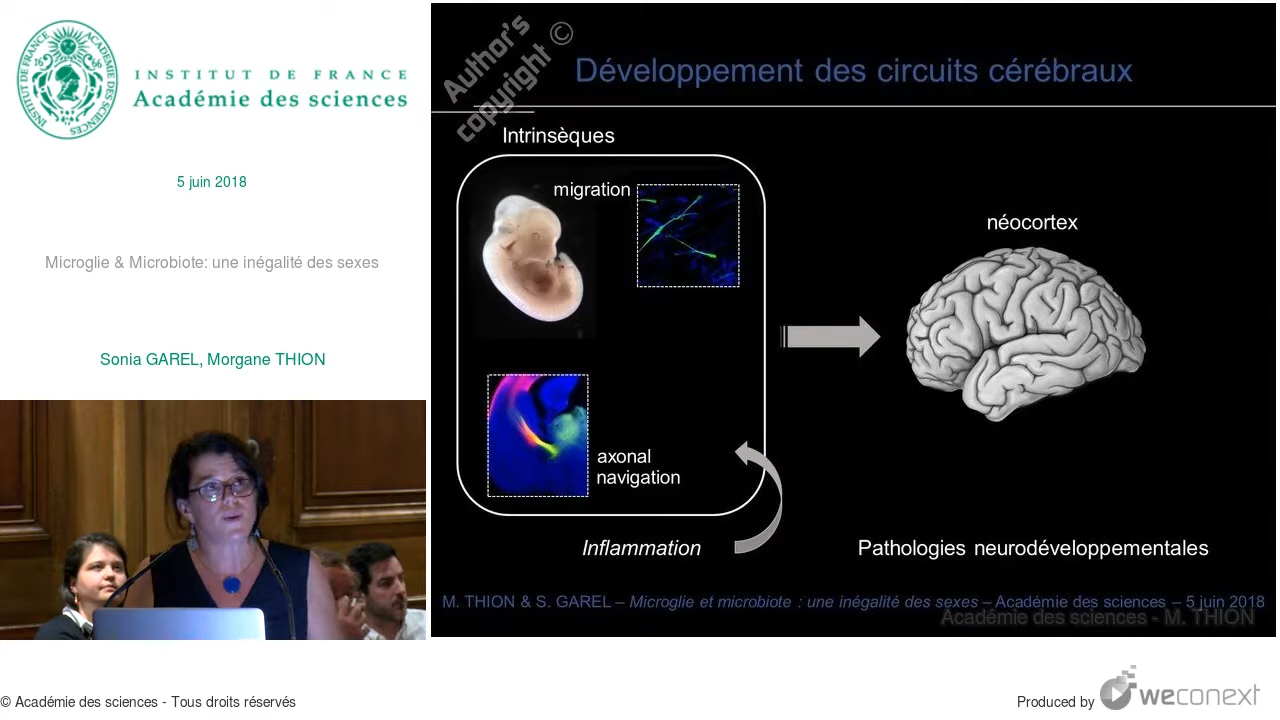 INSTITUT DE FRANCE
Académie des sciences
5 juin 2018
Microglie & Microbiote: une inégalité des sexes
Sonia GAREL, Morgane THION
Author's
copyright ©
Développement des circuits cérébraux
Intrinsèques
migration
néocortex
axonal
navigation
Inflammation
Pathologies neurodéveloppementales
M. THION & S. GAREL – Microglie et microbiote : une inégalité des sexes – Académie des sciences – 5 juin 2018
Académie des sciences - M. THION
© Académie des sciences - Tous droits réservés
Produced by
weconext